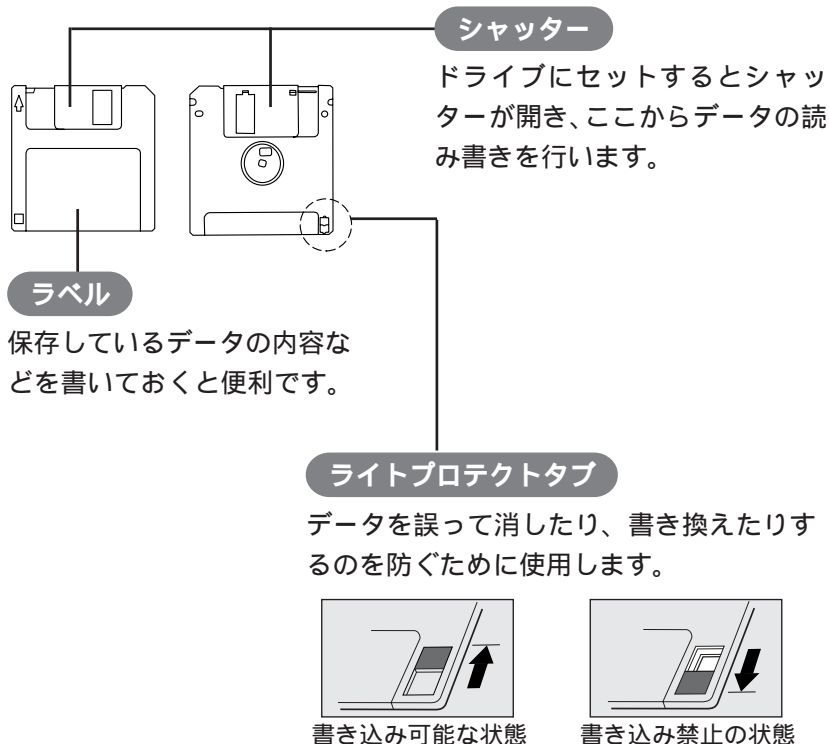 シャッター
ドライブにセットするとシャッ
ターが開き、ここからデータの読
み書きを行います。
ラベル
保存しているデータの内容な
どを書いておくと便利です。
ライトプロテクトタブ
データを誤って消したり、書き換えたりす
るのを防ぐために使用します。
書き込み可能な状態
書き込み禁止の状態